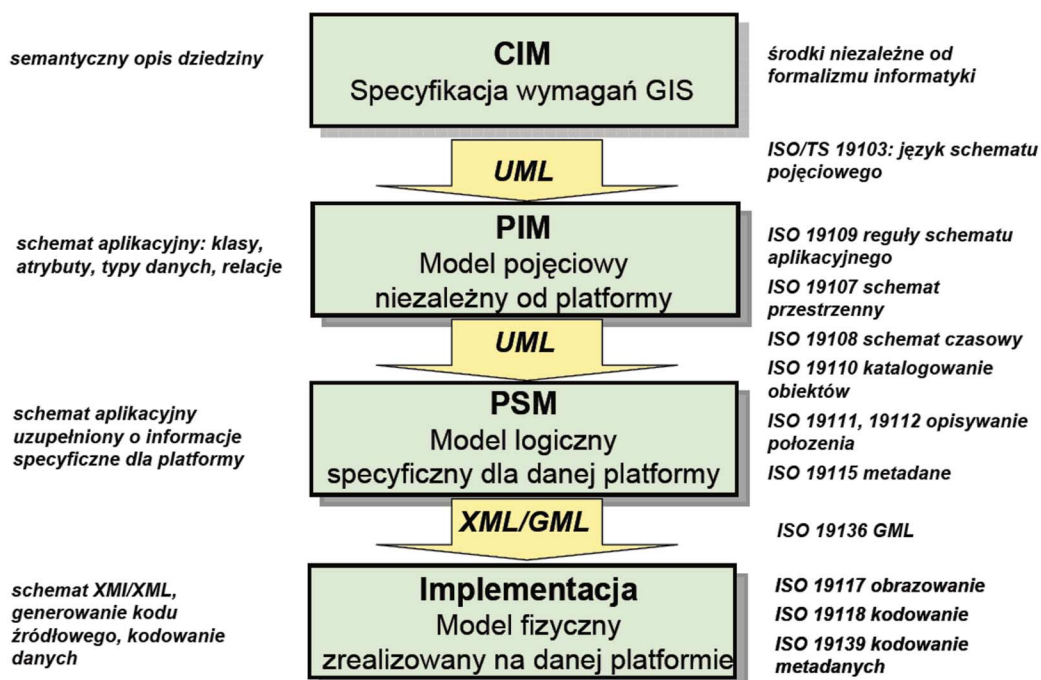 semantyczny opis dziedziny
CIM
Specyfikacja wymagań GIS
środki niezależne od
formalizmu informatyki
UML
ISO/TS 19103: język schematu
pojęciowego
schemat aplikacyjny: klasy,
atrybuty, typy danych, relacje
PIM
Model pojęciowy
niezależny od platformy
ISO 19109 reguły schematu
aplikacyjnego
ISO 19107 schemat
przestrzenny
UML
ISO 19108 schemat czasowy
ISO 19110 katalogowanie
obiektów
schemat aplikacyjny
uzupełniony o informacje
specyficzne dla platformy
PSM
Model logiczny
specyficzny dla danej platformy
ISO 19111, 19112 opisywanie
połozenia
ISO 19115 metadane
XML/GML
ISO 19136 GML
schemat XMI/XML,
generowanie kodu
źródłowego, kodowanie
danych
Implementacja
Model fizyczny
zrealizowany na danej platformie
ISO 19117 obrazowanie
ISO 19118 kodowanie
ISO 19139 kodowanie
metadanych